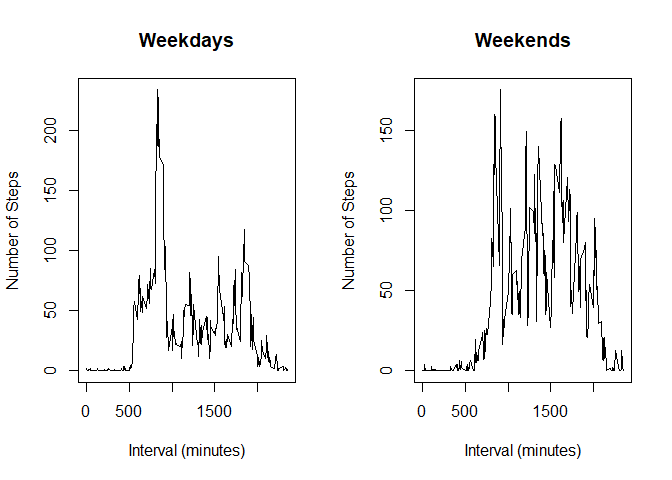 Weekdays
Number of Steps
200
150
100
50
0
0 500 1500
Interval (minutes)
Weekends
Number of Steps
150
100
50
0
0 500 1500
Interval (minutes)